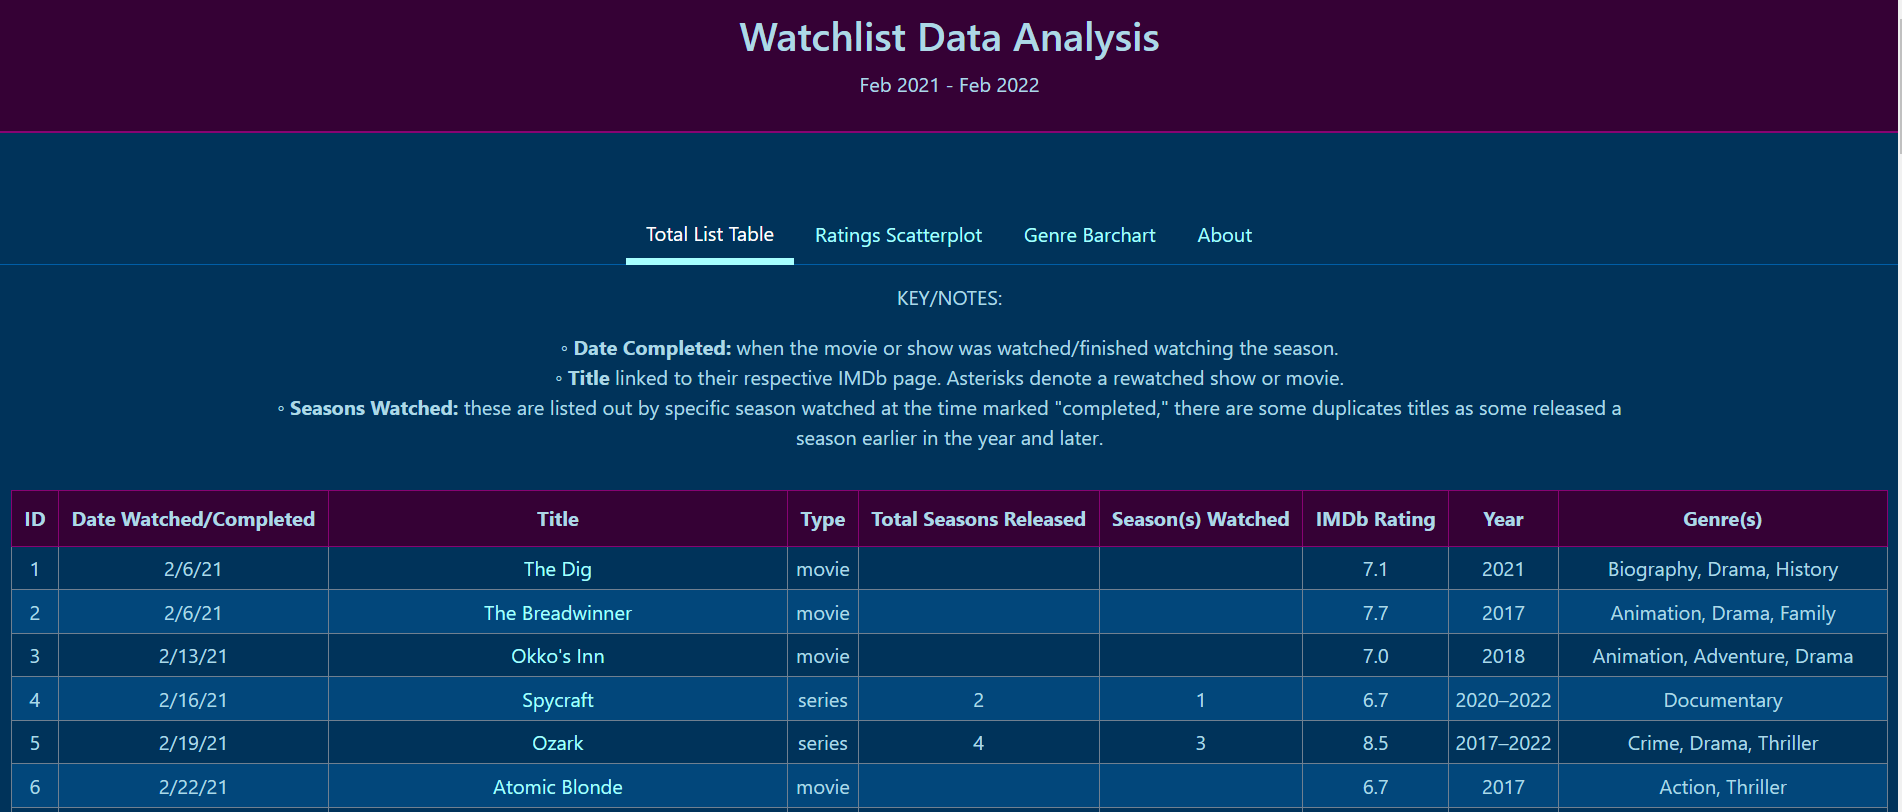 Watchlist Data Analysis
Feb 2021 - Feb 2022
Total List Table Ratings Scatterplot Genre Barchart About
KEY/NOTES:
◦ Date Completed: when the movie or show was watched/finished watching the season.
◦ Title linked to their respective IMDb page. Asterisks denote a rewatched show or movie.
◦ Seasons Watched: these are listed out by specific season watched at the time marked "completed," there are some duplicates titles as some released a
season earlier in the year and later.
ID Date Watched/Completed Title Type Total Seasons Released Season(s) Watched IMDb Rating Year Genre(s)
1 2/6/21 The Dig movie 7.1 2021 Biography, Drama, History
2 2/6/21 The Breadwinner movie 7.7 2017 Animation, Drama, Family
3 2/13/21 Okko's Inn movie 7.0 2018 Animation, Adventure, Drama
4 2/16/21 Spycraft series 2 1 6.7 2020–2022 Documentary
5 2/19/21 Ozark series 4 3 8.5 2017–2022 Crime, Drama, Thriller
6 2/22/21 Atomic Blonde movie 6.7 2017 Action, Thriller